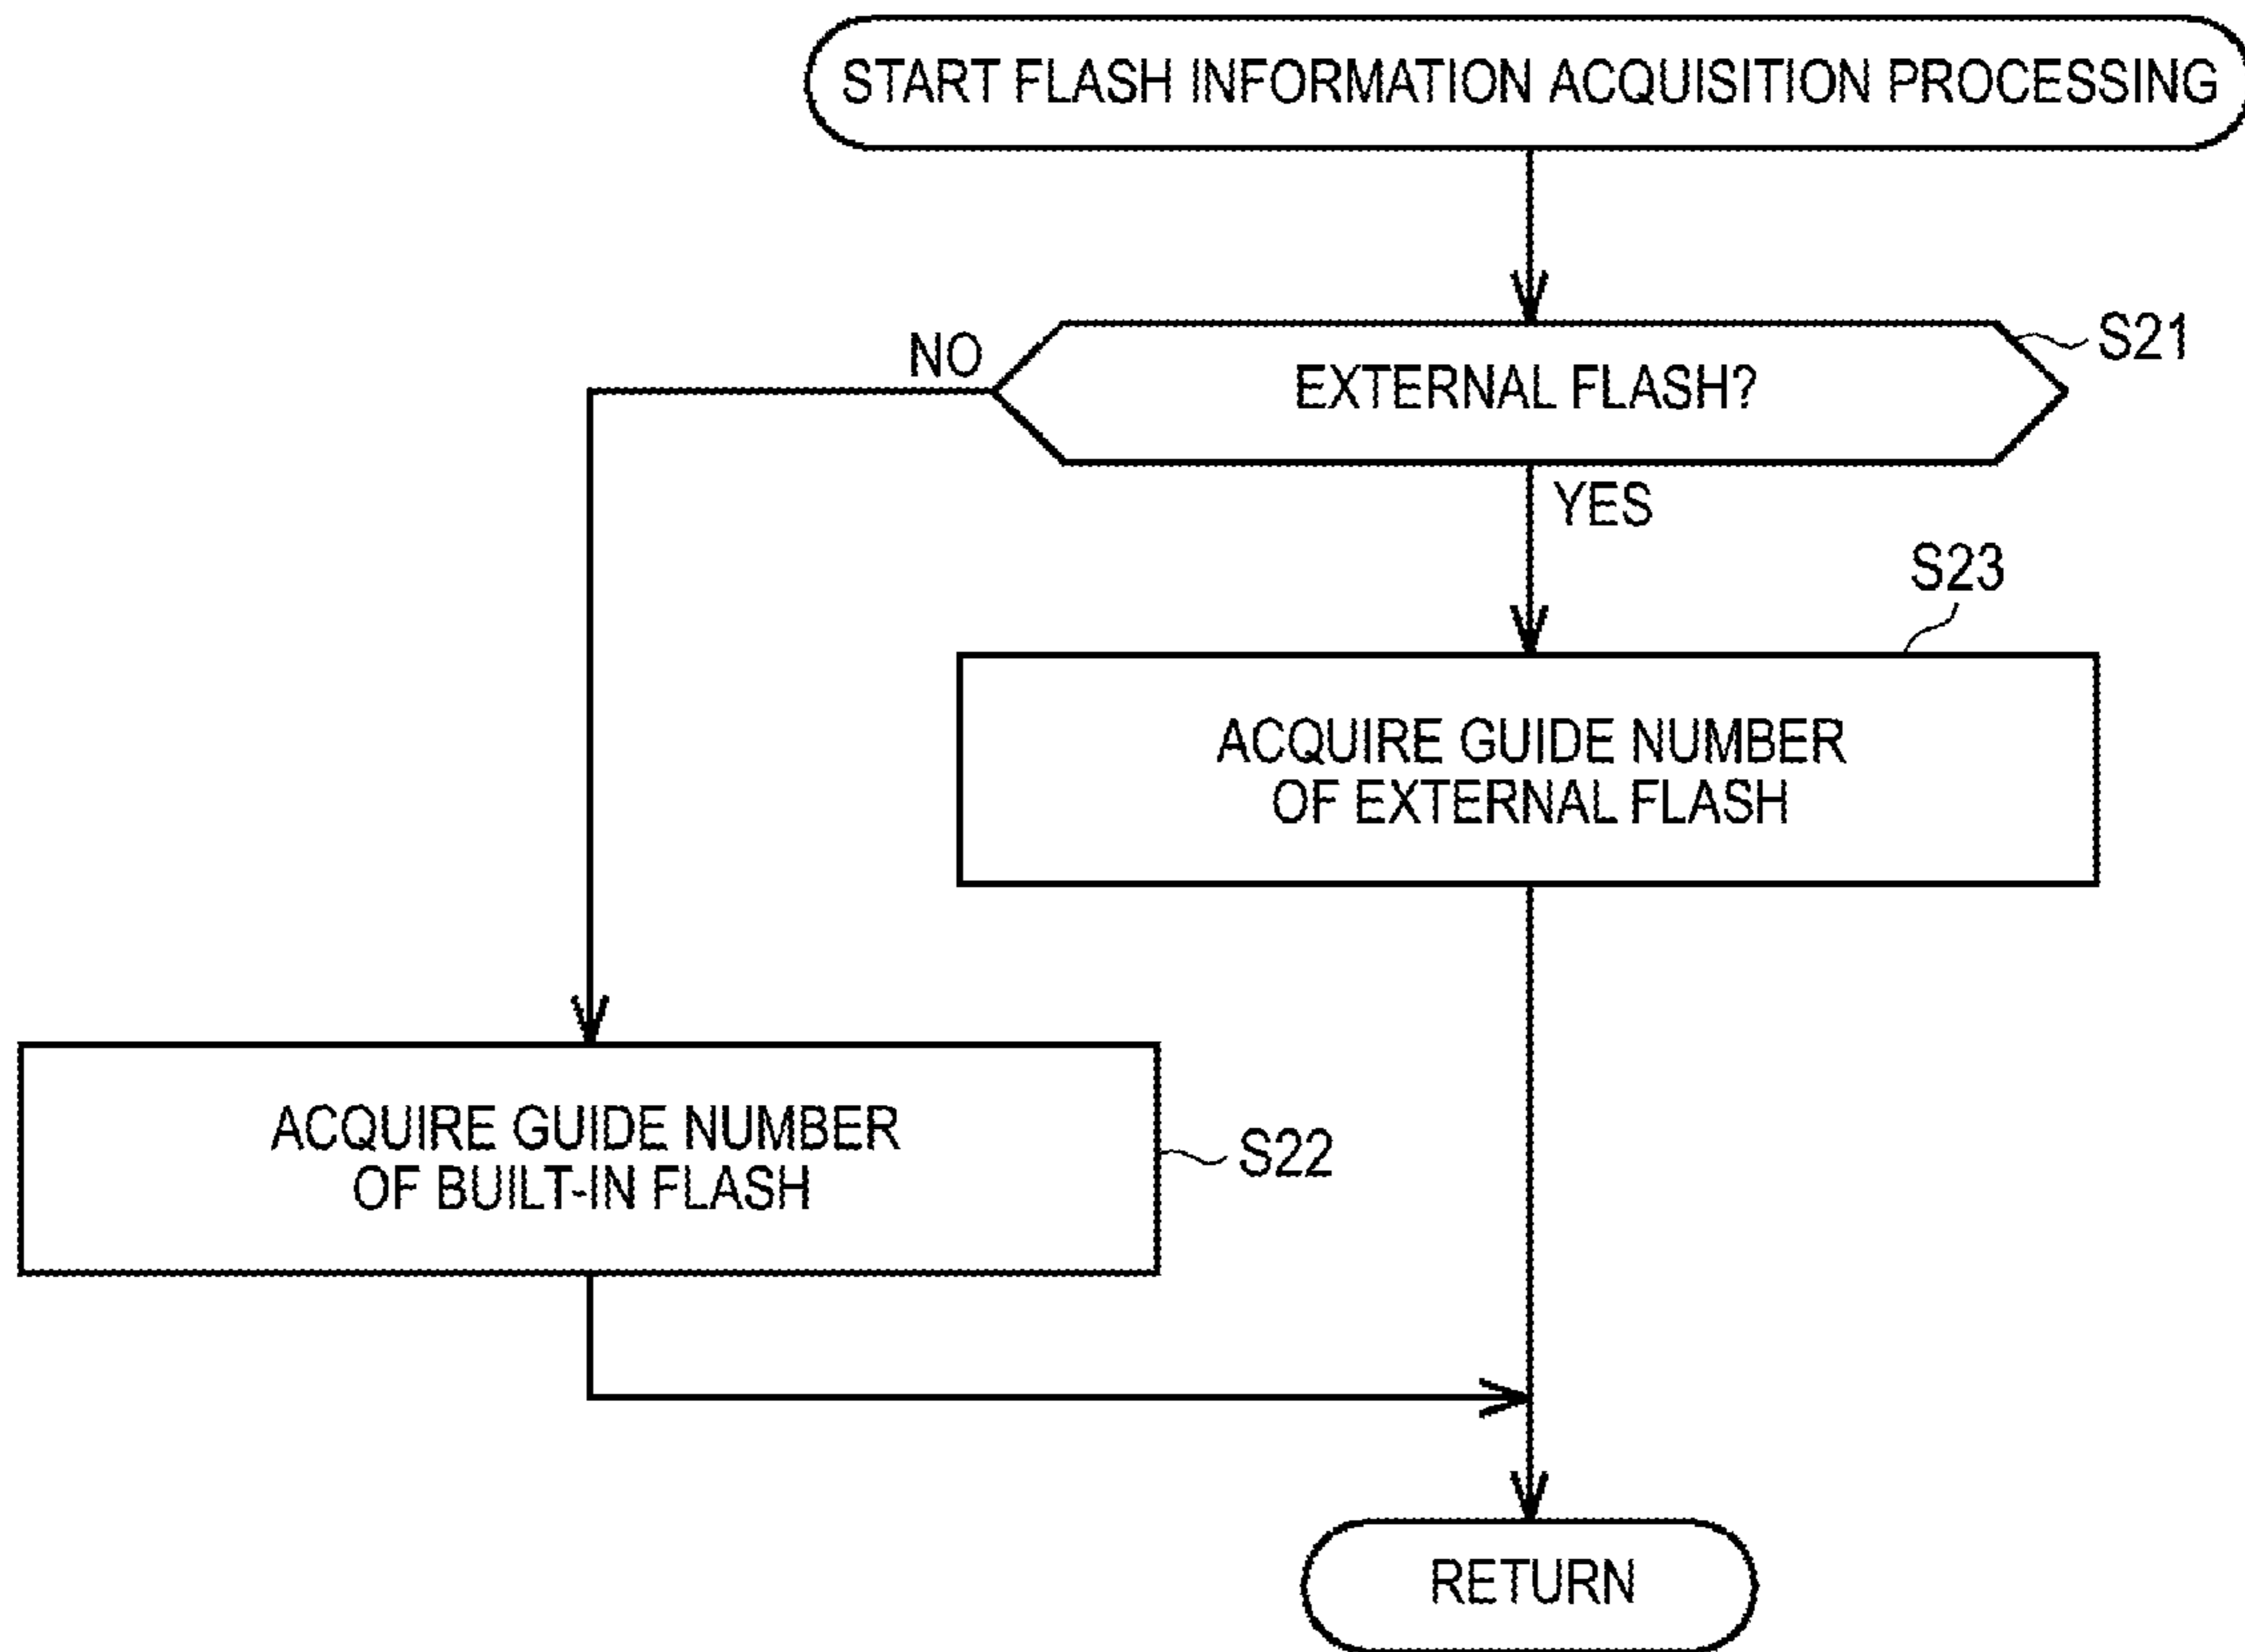 START FLASH INFORMATION ACQUISITION PROCESSING
S21
NO
EXTERNAL FLASH?
YES
S23
ACQUIRE GUIDE NUMBER
OF EXTERNAL FLASH
ACQUIRE GUIDE NUMBER
OF BUILT-IN FLASH
S22
RETURN